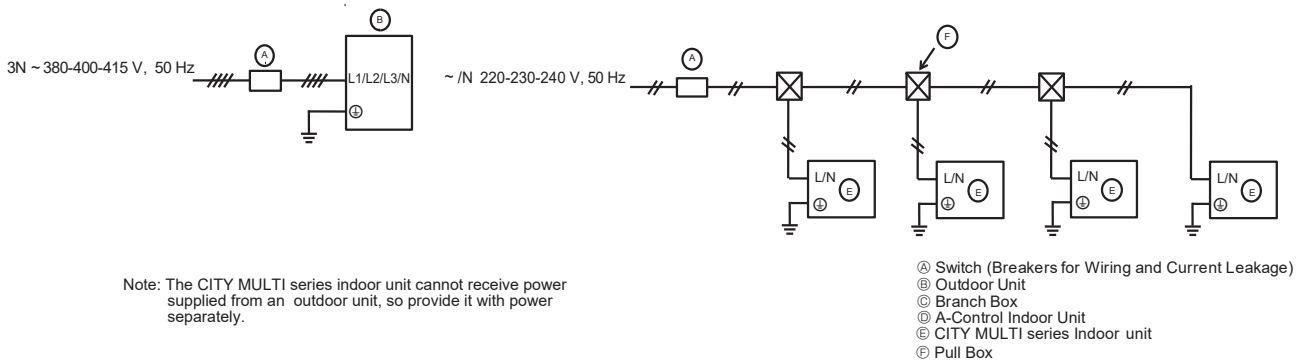 Ⓑ
Ⓕ
Ⓐ
Ⓐ
3N ~ 380-400-415 V, 50 Hz
L1/L2/L3/N
~ /N 220-230-240 V, 50 Hz
L/N Ⓔ
L/N Ⓔ
L/N Ⓔ
L/N Ⓔ
Note: The CITY MULTI series indoor unit cannot receive power
supplied from an outdoor unit, so provide it with power
separately.
Ⓐ Switch (Breakers for Wiring and Current Leakage)
Ⓑ Outdoor Unit
Ⓒ Branch Box
Ⓓ A-Control Indoor Unit
Ⓔ CITY MULTI series Indoor unit
Ⓕ Pull Box